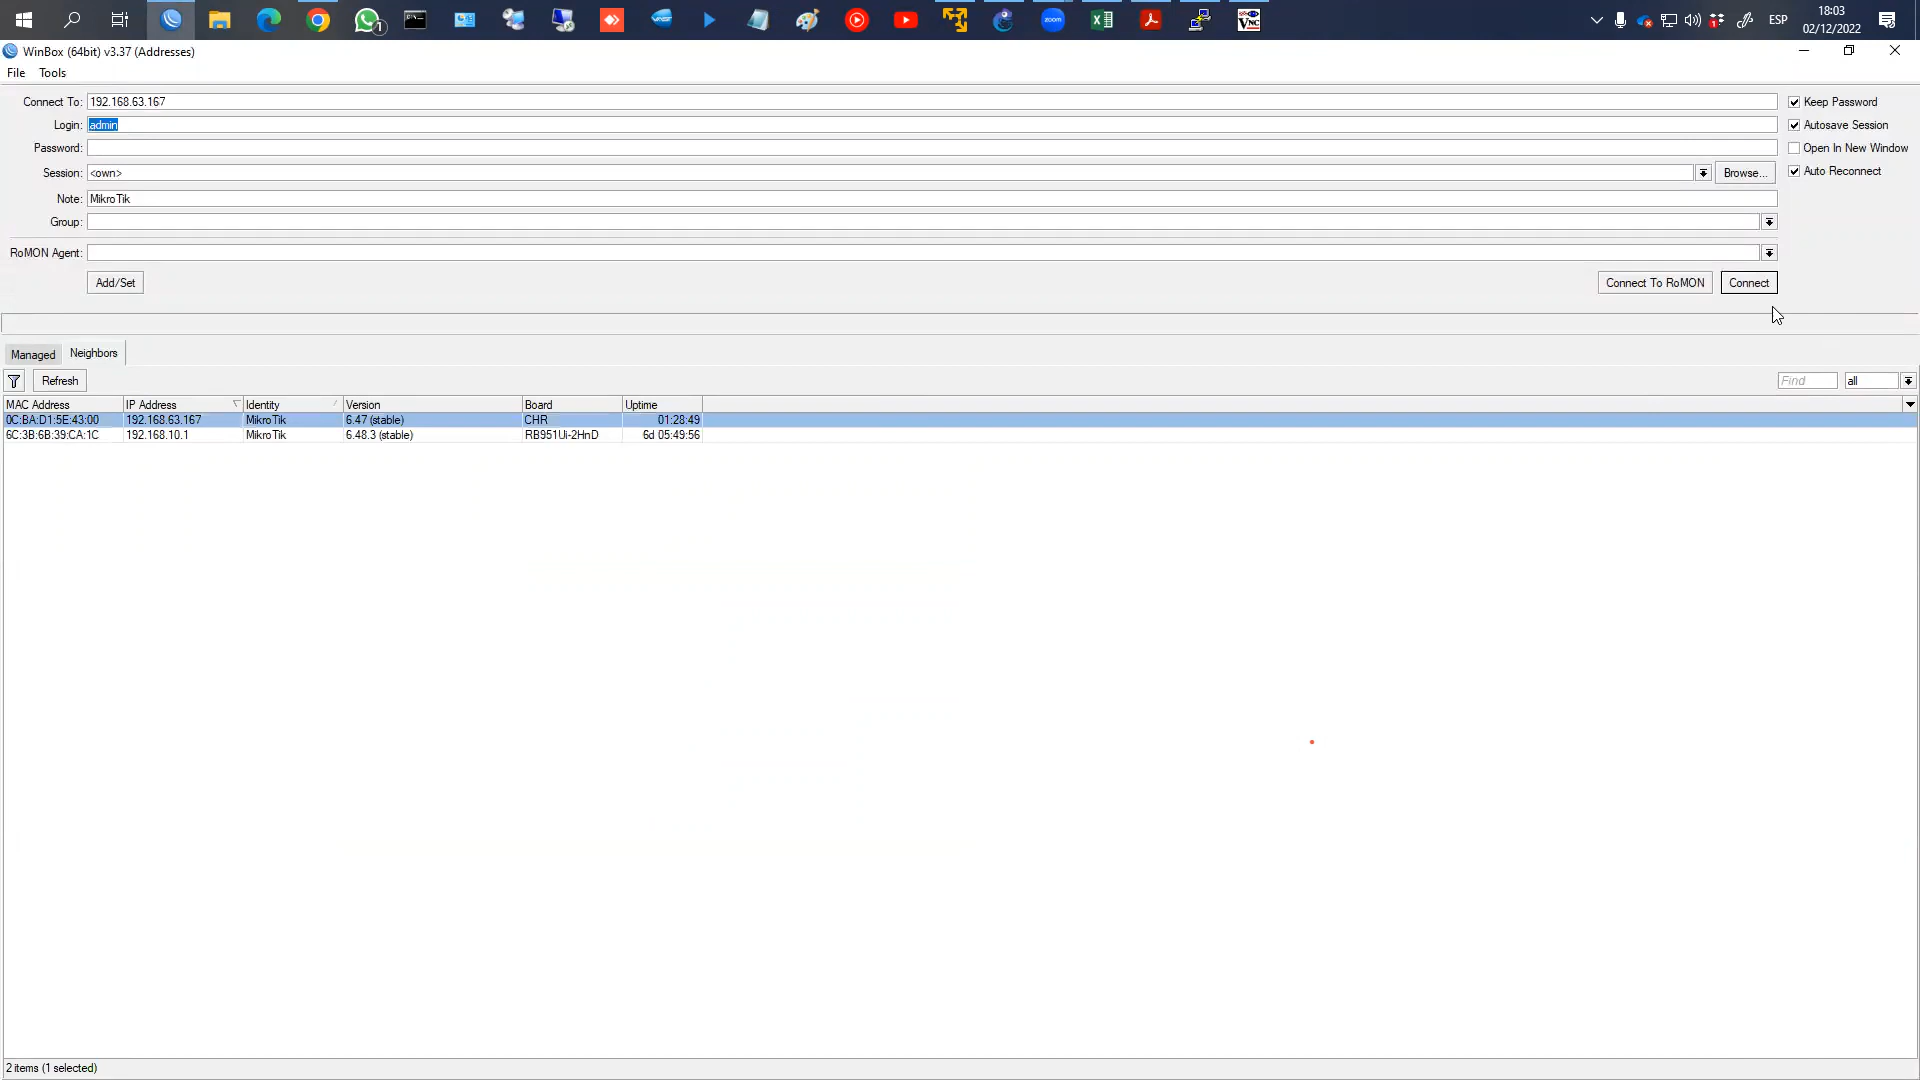 ESP
18:03
02/12/2022
WinBox (64bit) v3.37 (Addresses)
File Tools
Connect To: 192.168.63.167
Keep Password
Login: admin
Autosave Session
Password:
Open In New Window
Session: <own>
Browse...
Auto Reconnect
Note: MikroTik
Group:
RoMON Agent:
Add/Set
Connect To RoMON
Connect
Managed Neighbors
Refresh
Find
all
MAC Address IP Address Identity Version Board Uptime
0C:BA:D1:5E:43:00 192.168.63.167 MikroTik 6.47 (stable) CHR 01:28:49
6C:3B:6B:39:CA:1C 192.168.10.1 MikroTik 6.48.3 (stable) RB951Ui-2HnD 6d 05:49:56
2 items (1 selected)